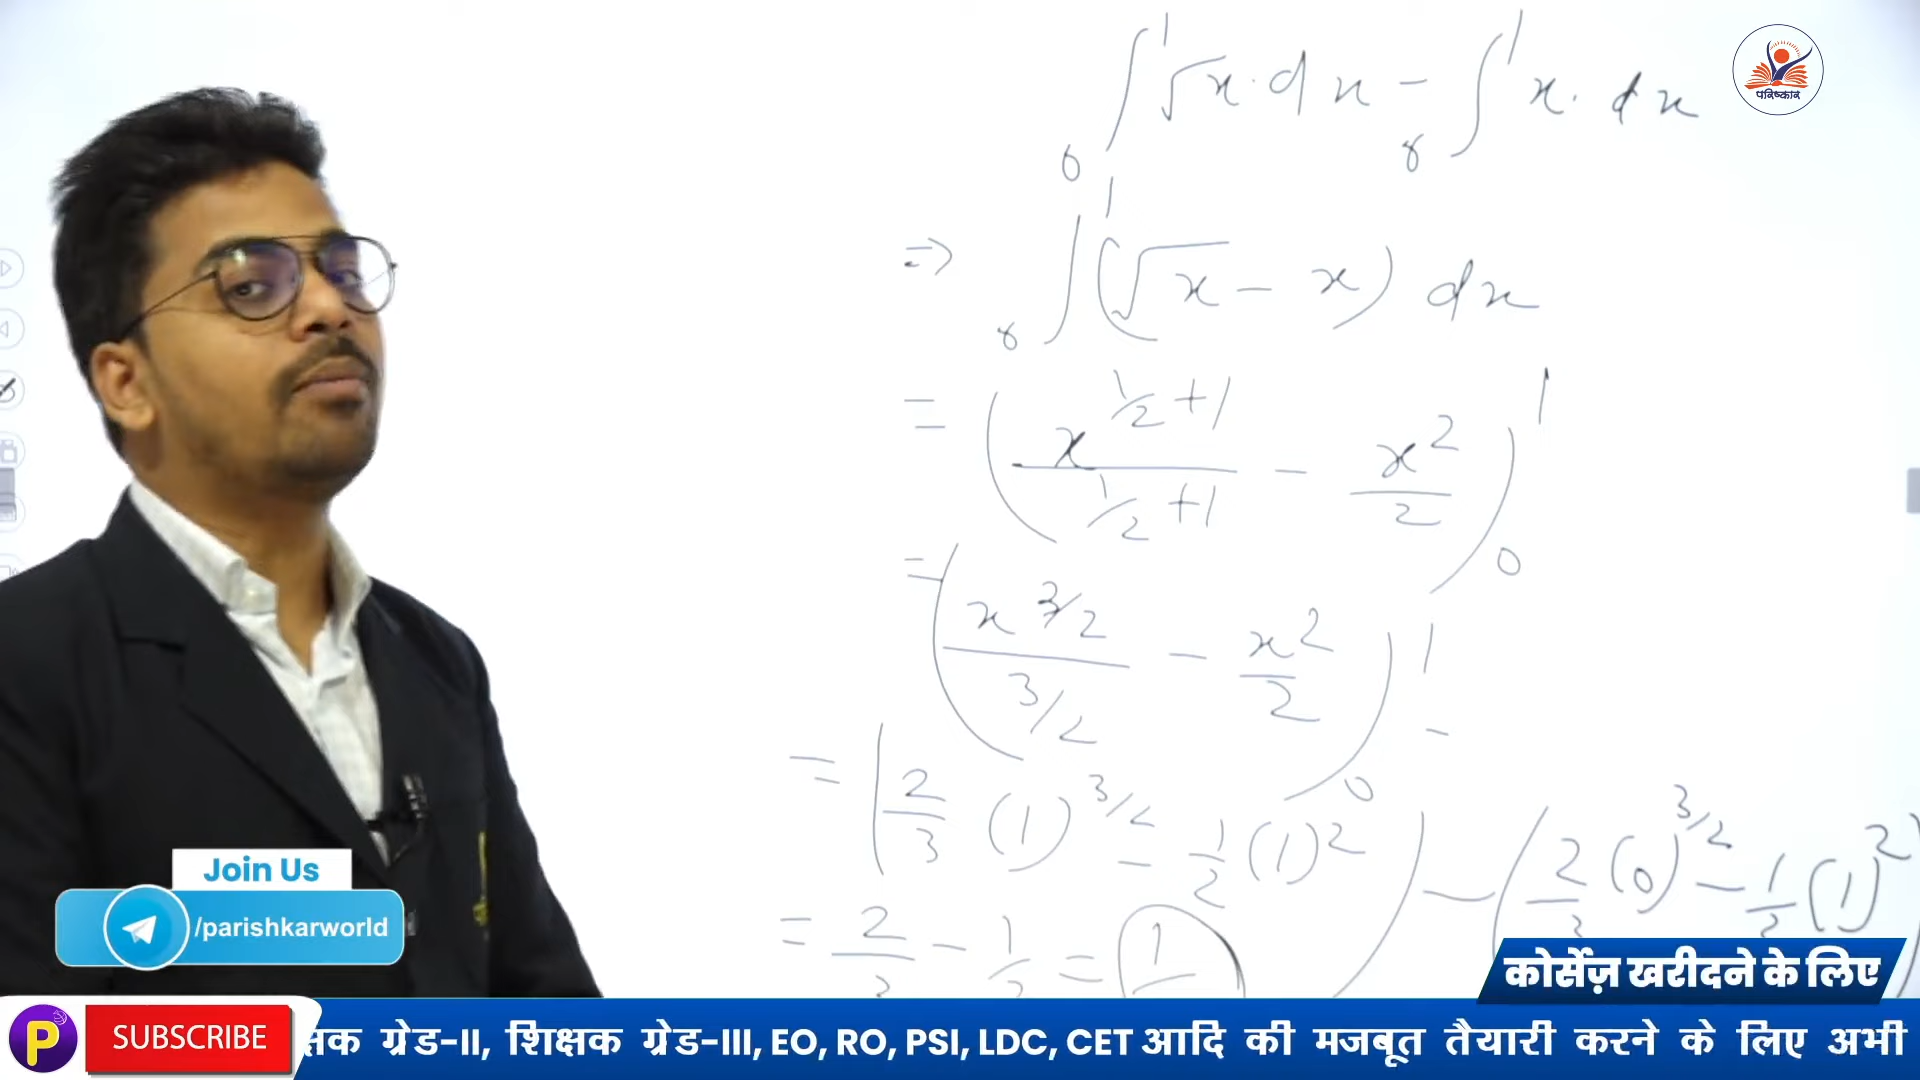 ∫₀¹ √x · dx − ∫₀¹ x · dx
परिष्कार
⇒ ∫₀¹ (√x − x) dx
= (x^(1/2+1) / (1/2+1) − x²/2)₀¹
= (x^(3/2) / (3/2) − x²/2)₀¹
= (2/3 (1)^(3/2) − 1/2 (1)²) − (2/3 (0)^(3/2) − 1/2 (1)²
= 2/3 − 1/2 = 1
Join Us
/parishkarworld
कोर्सेज़ खरीदने के लिए
P SUBSCRIBE क्षक ग्रेड-II, शिक्षक ग्रेड-III, EO, RO, PSI, LDC, CET आदि की मजबूत तैयारी करने के लिए अभी